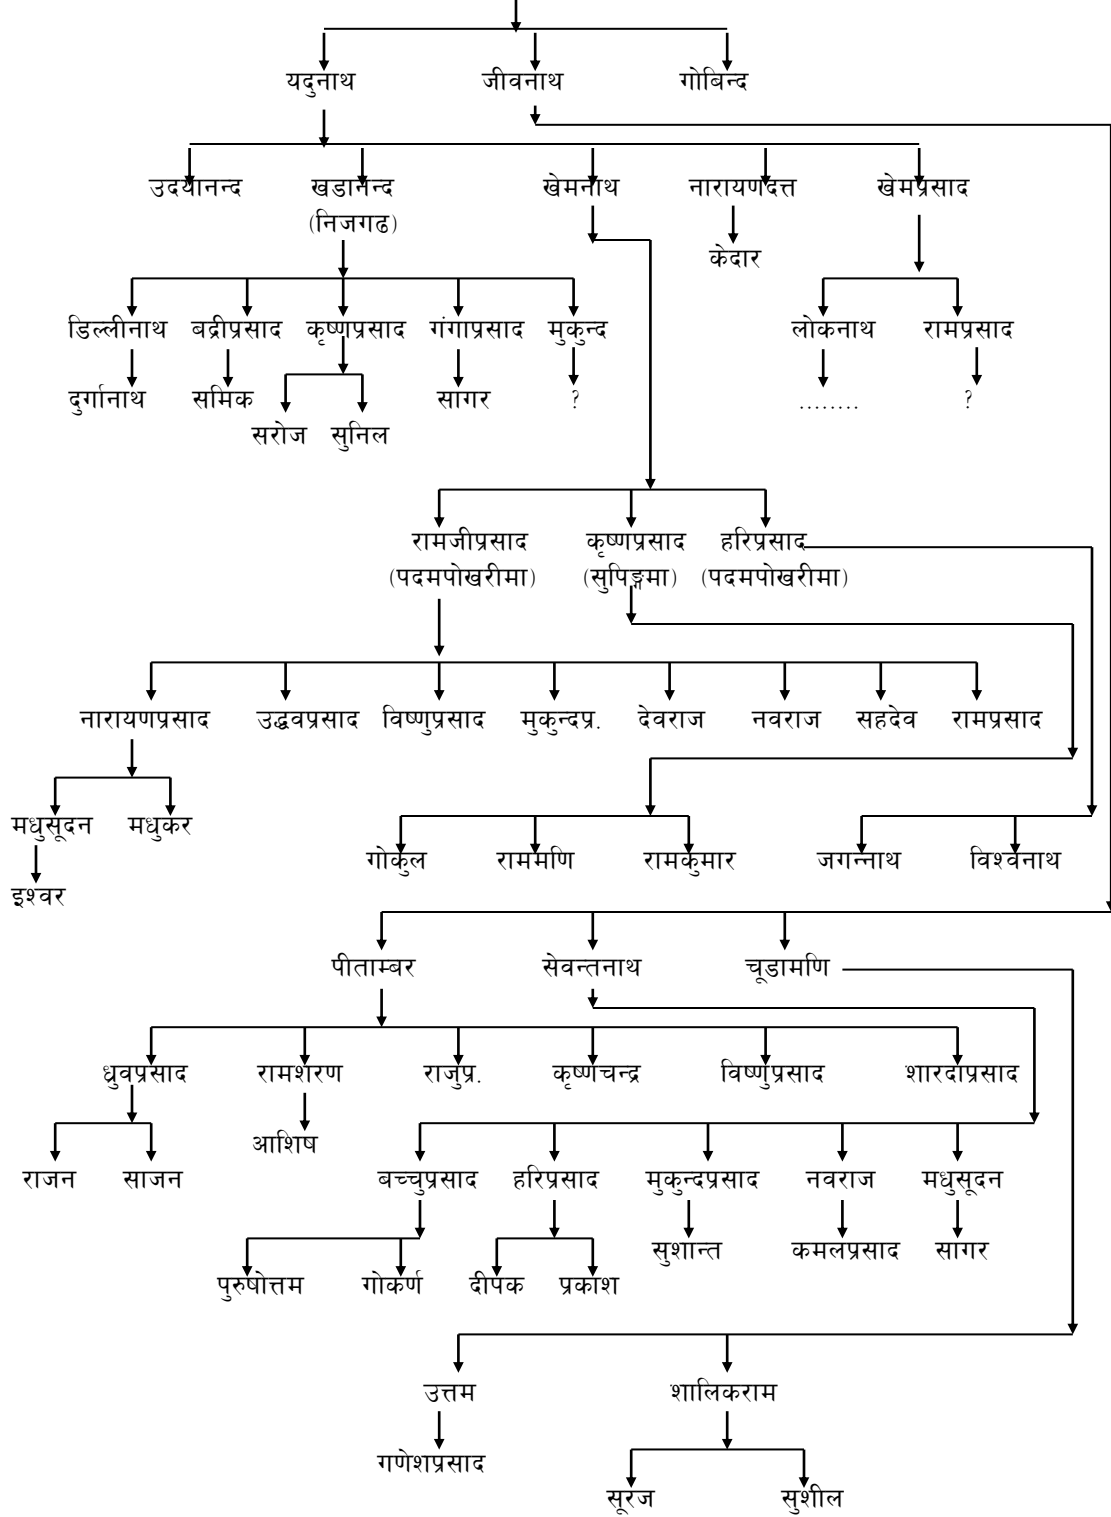 यदुनाथ जीवनाथ गोबिन्द
उदयानन्द खडानन्द खेमनाथ नारायणदत्त खेमप्रसाद
(निजगढ)
केदार
डिल्लीनाथ बद्रीप्रसाद कृष्णप्रसाद गंगाप्रसाद मुकुन्द लोकनाथ रामप्रसाद
दुर्गानाथ समिक सागर ? ........ ?
सरोज सुनिल
रामजीप्रसाद कृष्णप्रसाद हरिप्रसाद
(पदमपोखरीमा) (सुपिङ्गमा) (पदमपोखरीमा)
नारायणप्रसाद उद्धवप्रसाद विष्णुप्रसाद मुकुन्दप्र. देवराज नवराज सहदेव रामप्रसाद
मधुसूदन मधुकर
गोकुल राममणि रामकुमार जगन्नाथ विश्वनाथ
इश्वर
पीताम्बर सेवन्तनाथ चूडामणि
ध्रुवप्रसाद रामशरण राजुप्र. कृष्णचन्द्र विष्णुप्रसाद शारदाप्रसाद
आशिष
राजन साजन बच्चुप्रसाद हरिप्रसाद मुकुन्दप्रसाद नवराज मधुसूदन
सुशान्त कमलप्रसाद सागर
पुरुषोत्तम गोकर्ण दीपक प्रकाश
उत्तम शालिकराम
गणेशप्रसाद
सूरज सुशील